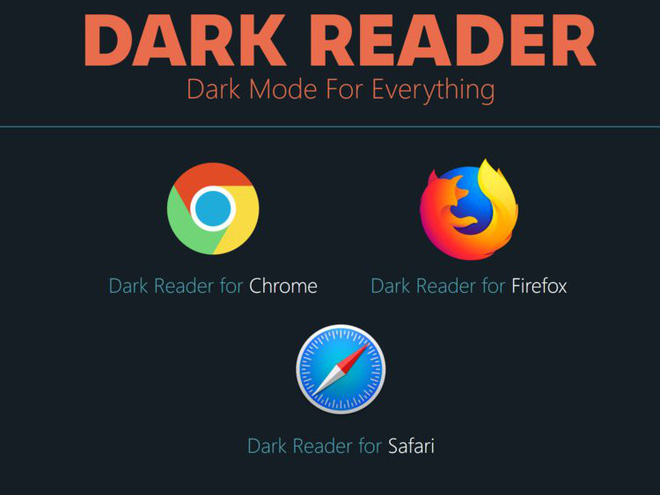 DARK READER
Dark Mode For Everything
Dark Reader for Chrome
Dark Reader for Firefox
Dark Reader for Safari